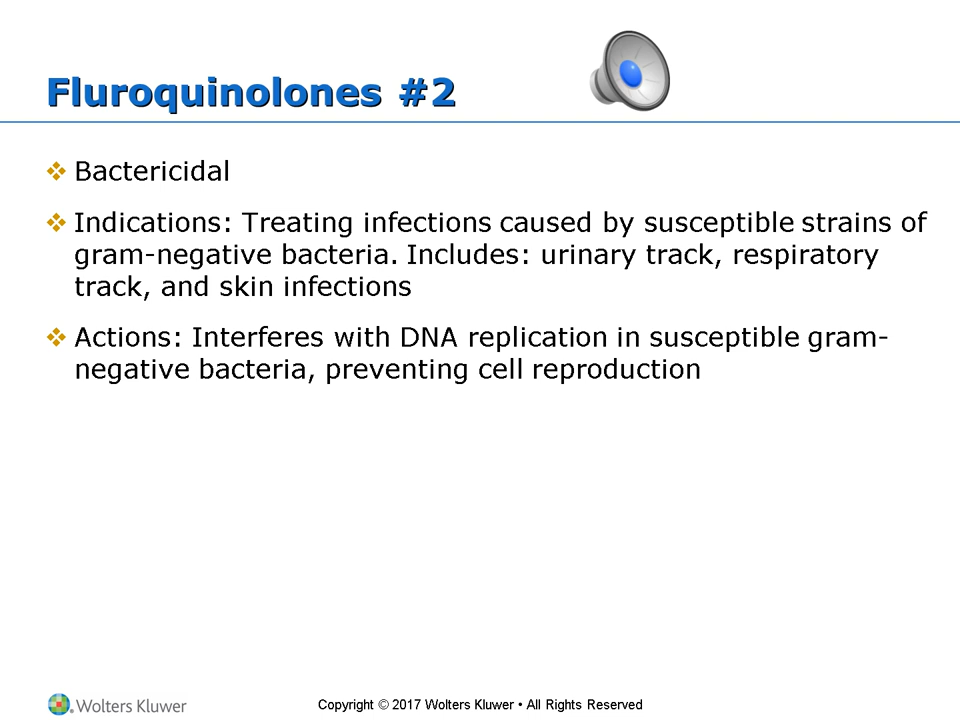 Fluroquinolones #2
Bactericidal
Indications: Treating infections caused by susceptible strains of
gram-negative bacteria. Includes: urinary track, respiratory
track, and skin infections
Actions: Interferes with DNA replication in susceptible gram-
negative bacteria, preventing cell reproduction
Wolters Kluwer
Copyright © 2017 Wolters Kluwer • All Rights Reserved